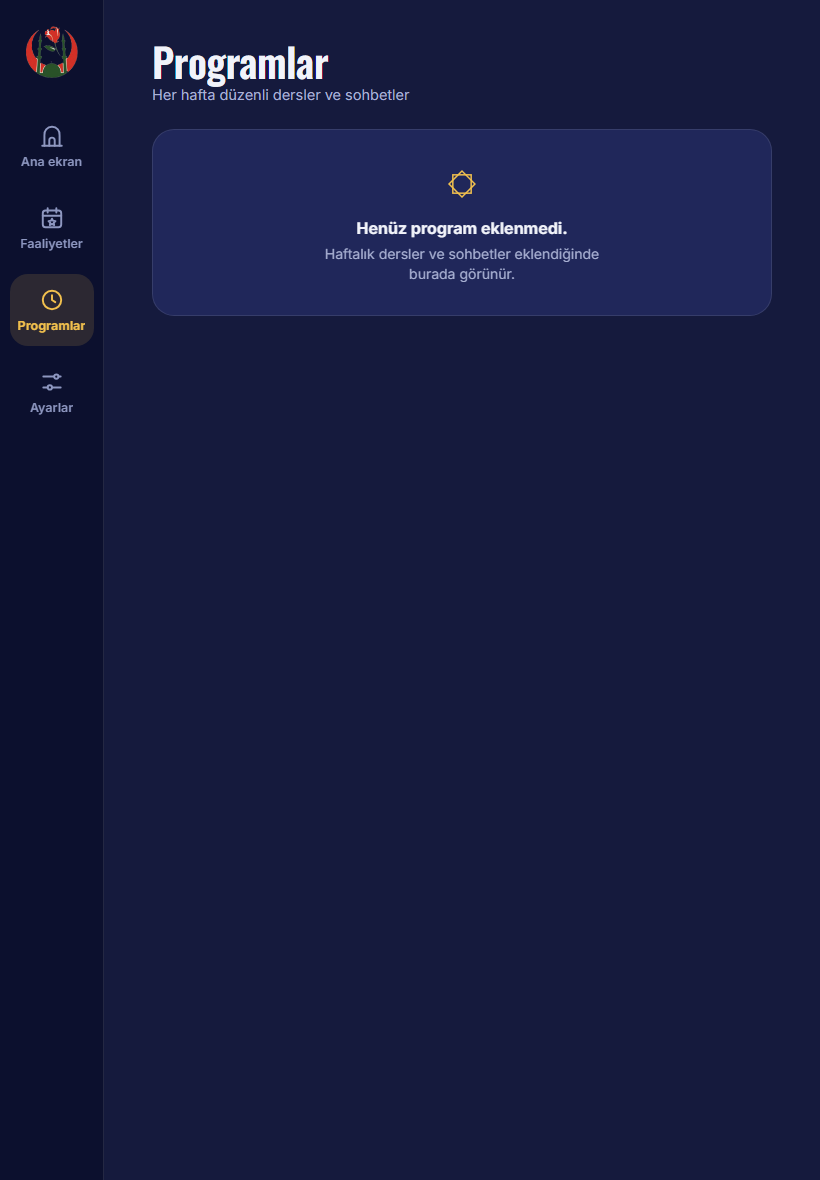 Programlar
Her hafta düzenli dersler ve sohbetler
Ana ekran
Faaliyetler
Programlar
Ayarlar
Henüz program eklenmedi.
Haftalık dersler ve sohbetler eklendiğinde
burada görünür.